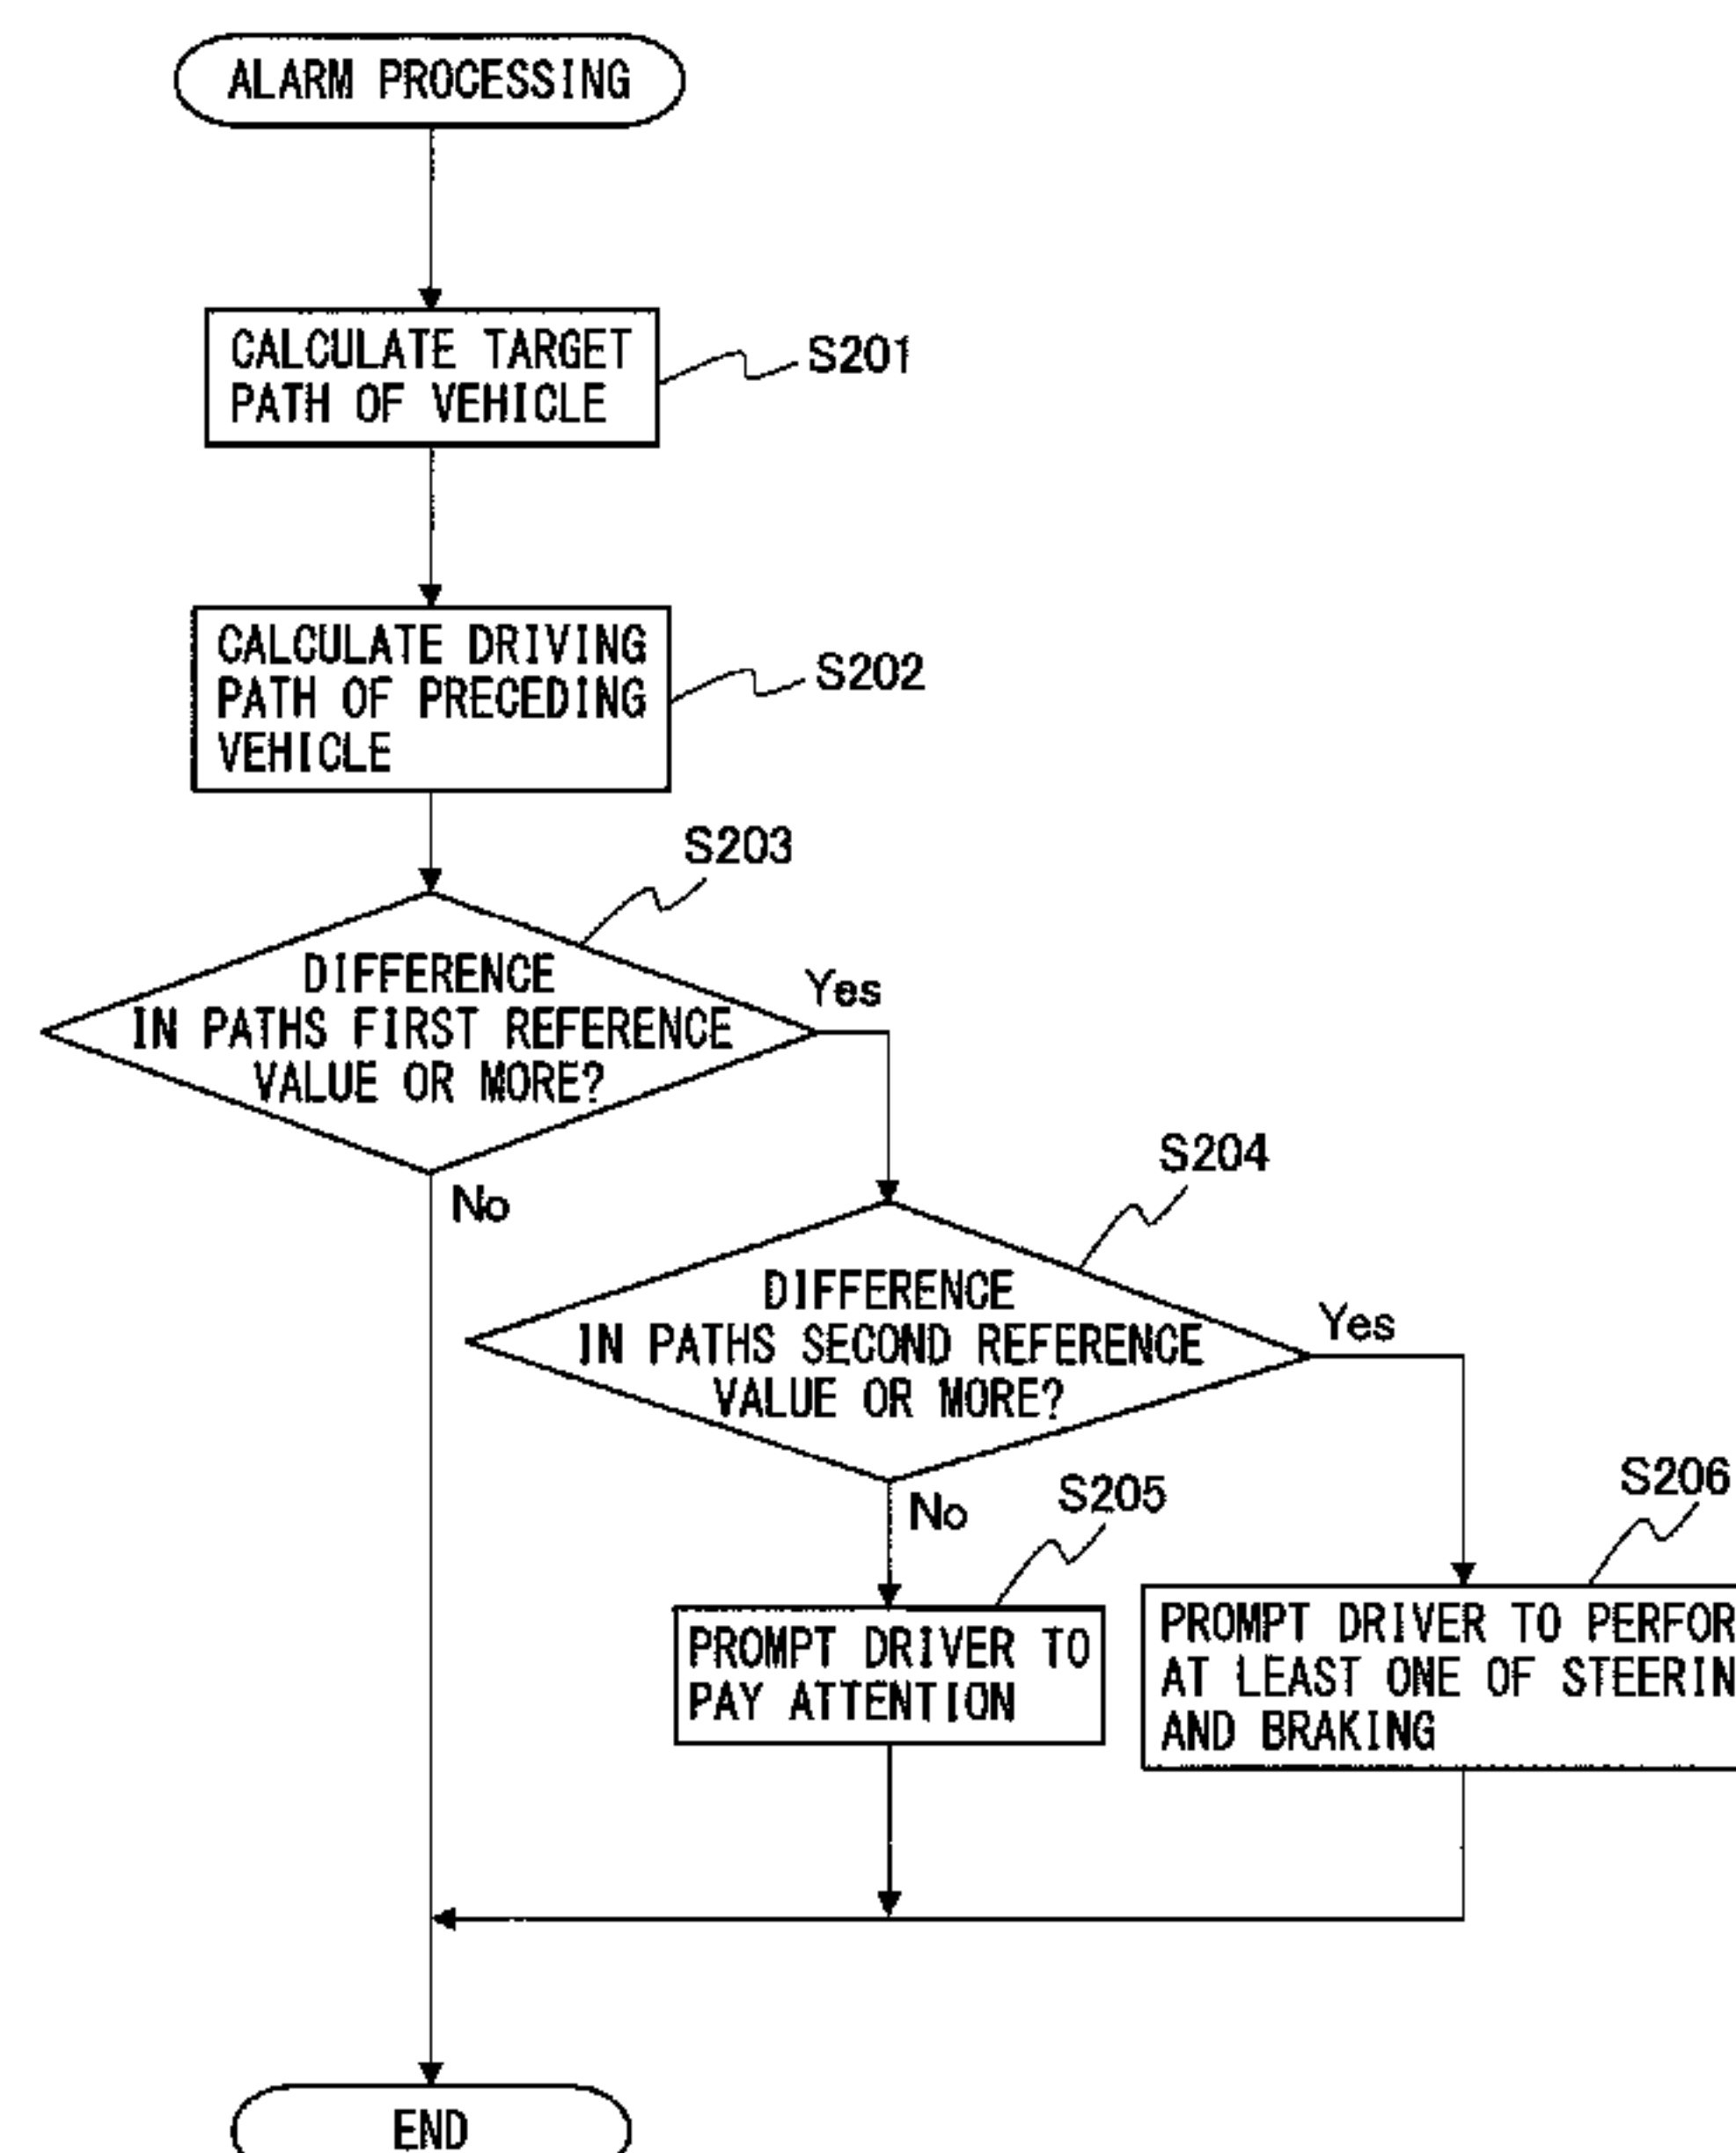 ALARM PROCESSING
CALCULATE TARGET
PATH OF VEHICLE
S201
CALCULATE DRIVING
PATH OF PRECEDING
VEHICLE
S202
S203
DIFFERENCE
IN PATHS FIRST REFERENCE
VALUE OR MORE?
Yes
No
S204
DIFFERENCE
IN PATHS SECOND REFERENCE
VALUE OR MORE?
Yes
No
S205
PROMPT DRIVER TO
PAY ATTENTION
S206
PROMPT DRIVER TO PERFOR
AT LEAST ONE OF STEERIN
AND BRAKING
END